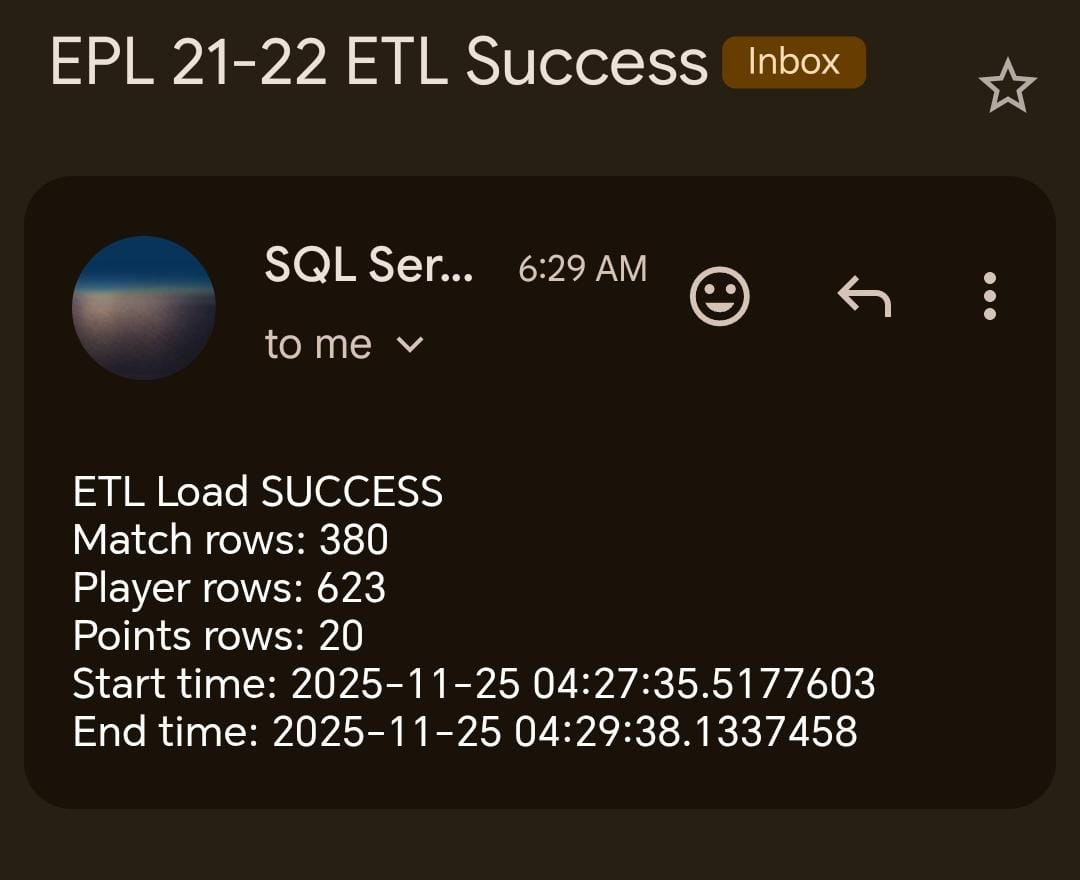 EPL 21-22 ETL Success Inbox
SQL Ser... 6:29 AM
to me
ETL Load SUCCESS
Match rows: 380
Player rows: 623
Points rows: 20
Start time: 2025-11-25 04:27:35.5177603
End time: 2025-11-25 04:29:38.1337458